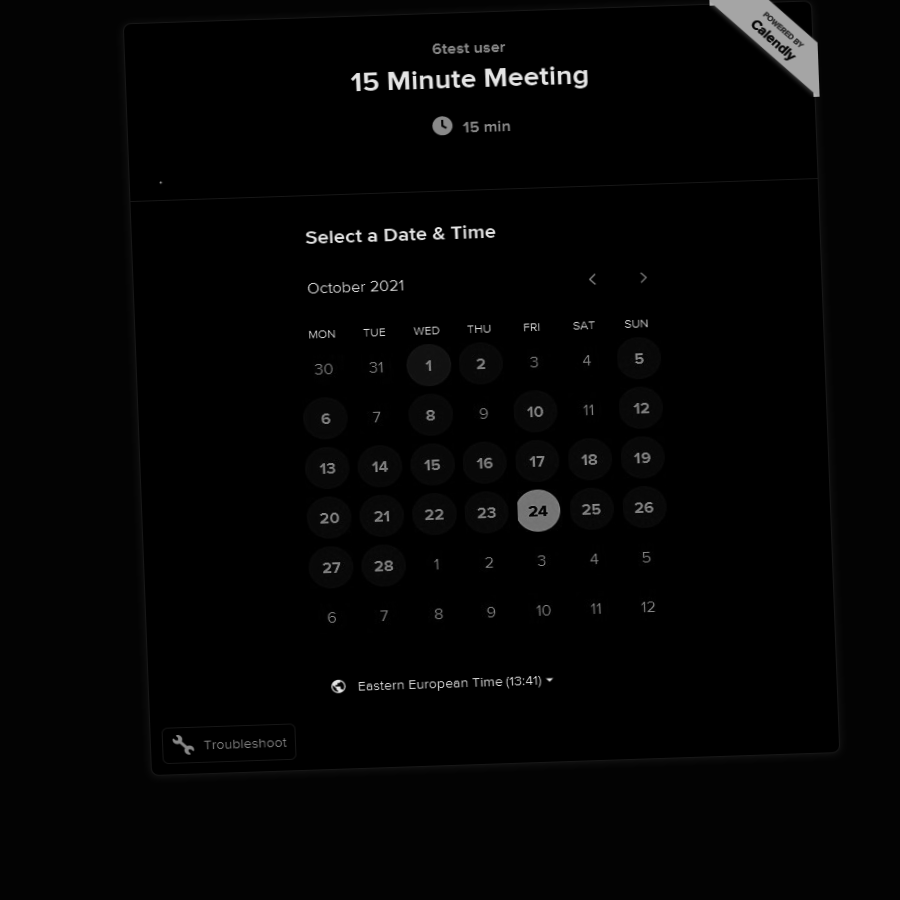 POWERED BY
Calendly
6test user
15 Minute Meeting
15 min
.
Select a Date & Time
October 2021
MON TUE WED THU FRI SAT SUN
30 31 1 2 3 4 5
6 7 8 9 10 11 12
13 14 15 16 17 18 19
20 21 22 23 24 25 26
27 28 1 2 3 4 5
6 7 8 9 10 11 12
Eastern European Time (13:41)
Troubleshoot